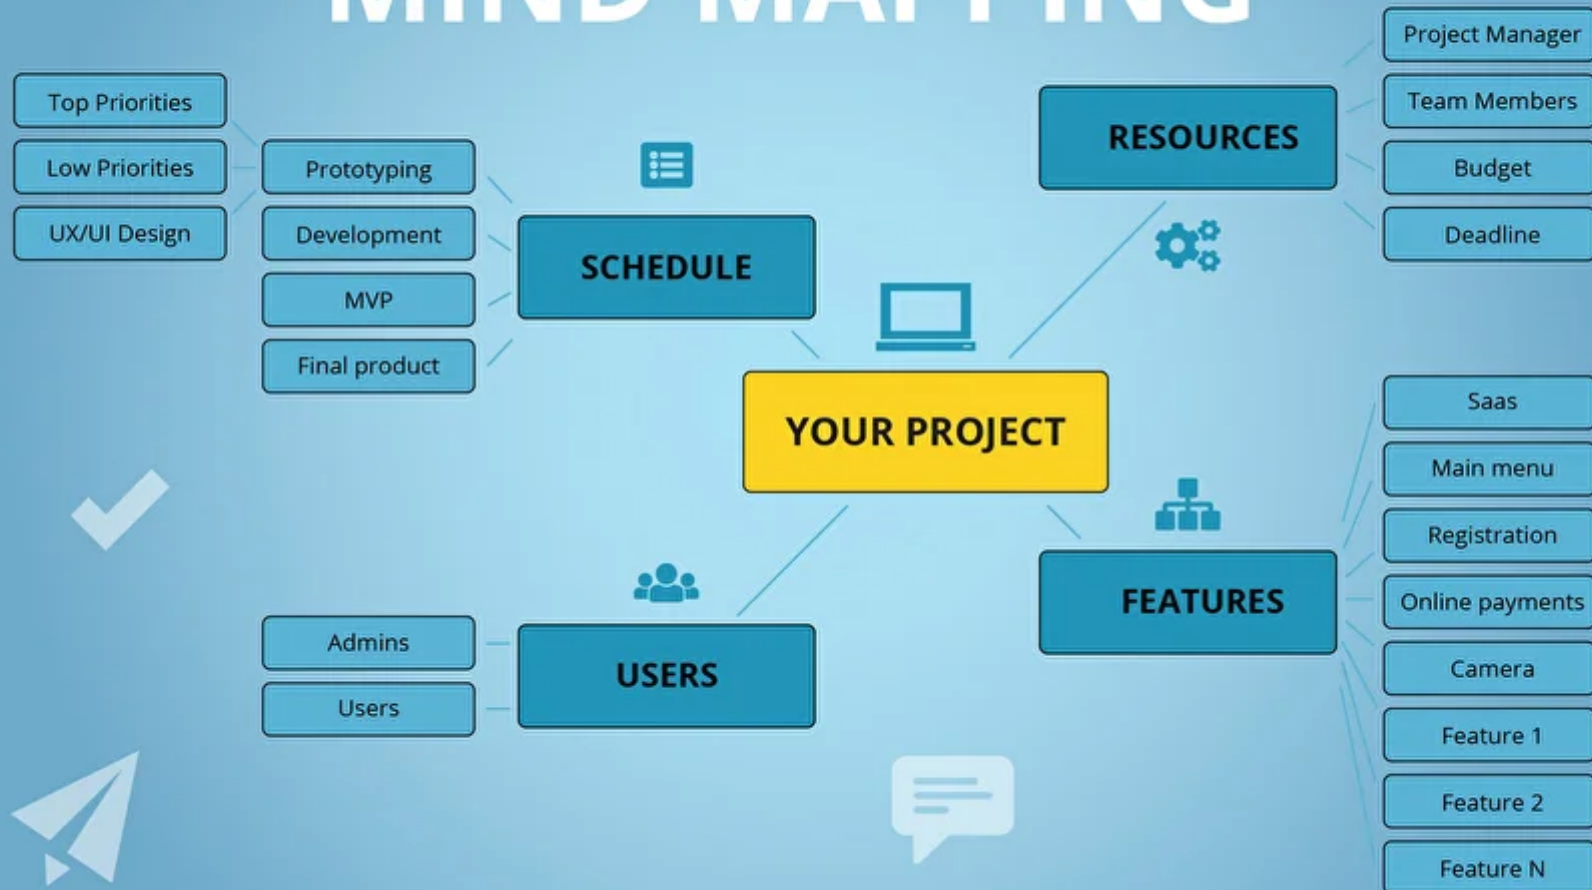 MIND MAPPING
Top Priorities
Low Priorities
UX/UI Design
Prototyping
Development
MVP
Final product
SCHEDULE
RESOURCES
Project Manager
Team Members
Budget
Deadline
YOUR PROJECT
Admins
Users
USERS
FEATURES
Saas
Main menu
Registration
Online payments
Camera
Feature 1
Feature 2
Feature N